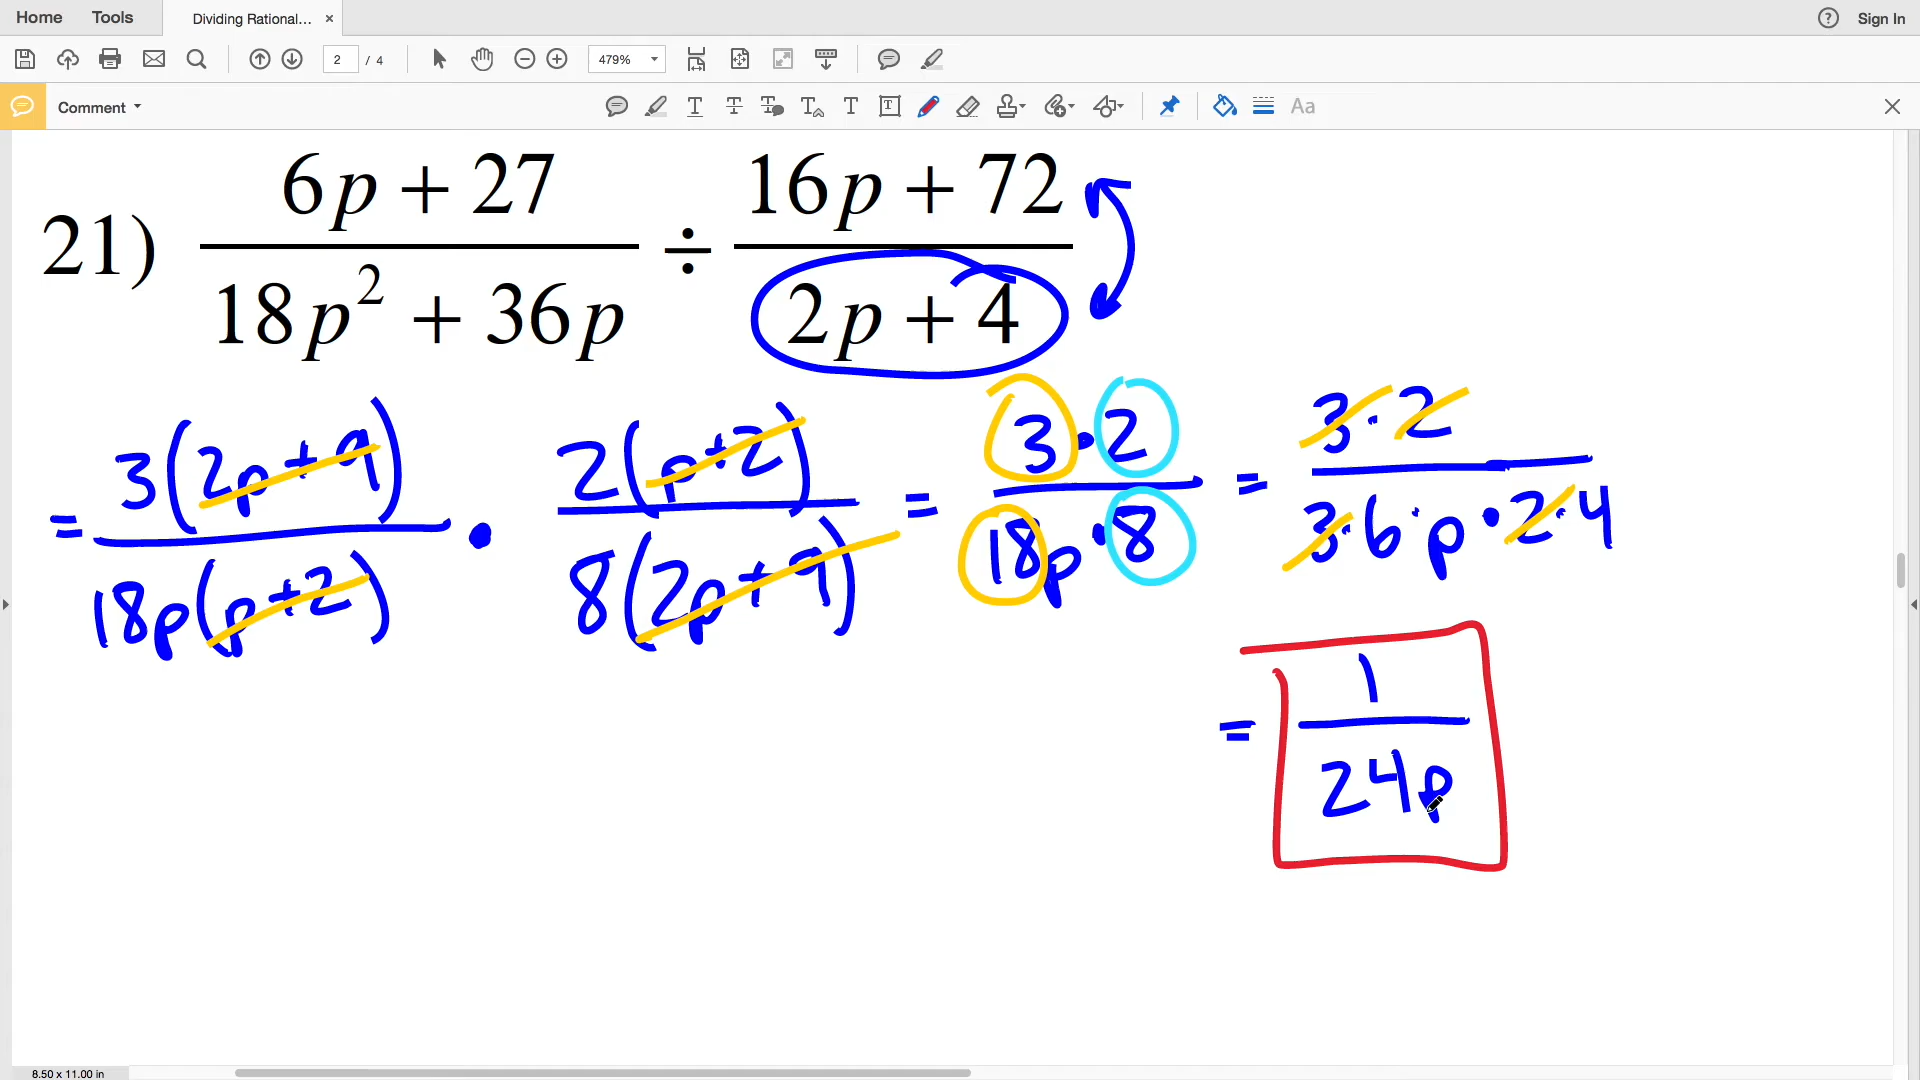 Home Tools Dividing Rational... × Sign In
2 / 4 479%
Comment Aa
21) (6p + 27)/(18p² + 36p) ÷ (16p + 72)/(2p + 4)
= 3(2p+9)/18p(p+2) · 2(p+2)/8(2p+9) = 3·2/18p·8 = 3·2/3·6·p·2·4
= 1/24p
8.50 x 11.00 in